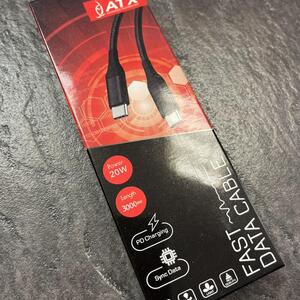 ATX
Power
20W
Length
3000mm
PD Charging
Sync Data
FAST
DATA CABLE